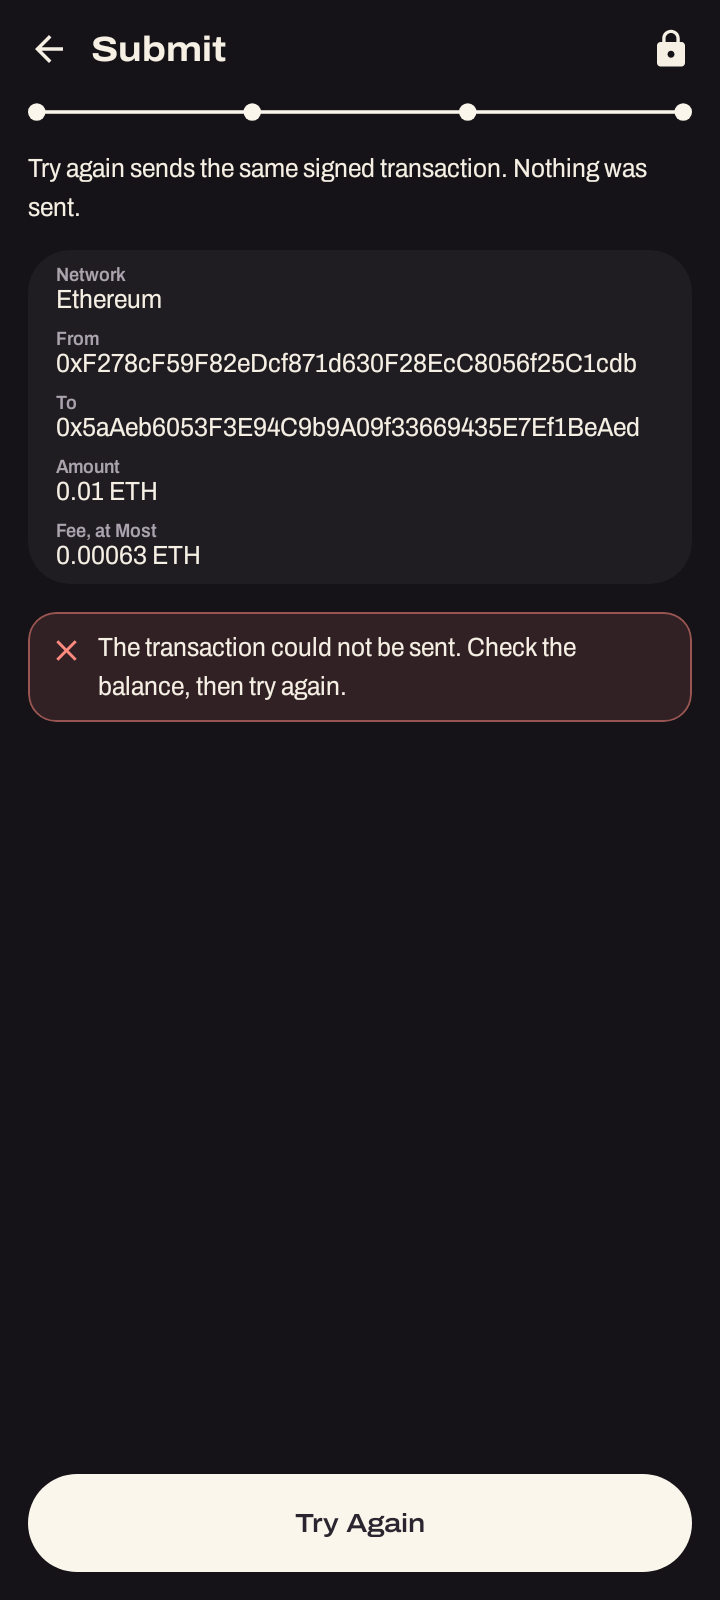 Submit
Try again sends the same signed transaction. Nothing was
sent.
Network
Ethereum
From
0xF278cF59F82eDcf871d630F28EcC8056f25C1cdb
To
0x5aAeb6053F3E94C9b9A09f33669435E7Ef1BeAed
Amount
0.01 ETH
Fee, at Most
0.00063 ETH
The transaction could not be sent. Check the
balance, then try again.
Try Again